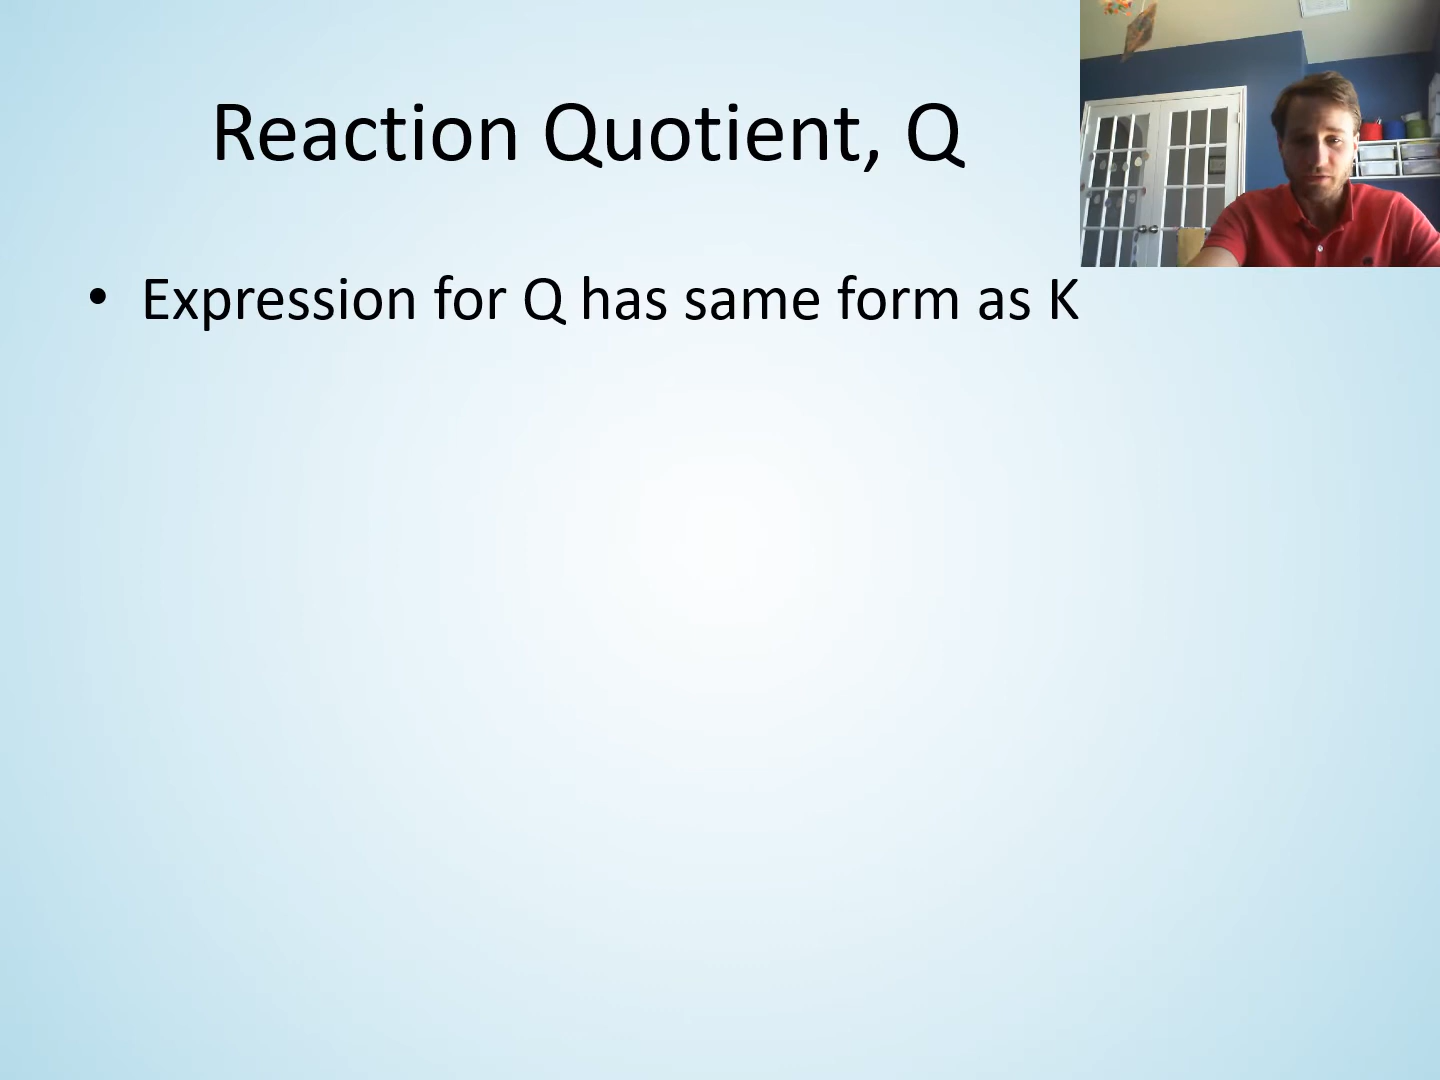 Reaction Quotient, Q
• Expression for Q has same form as K